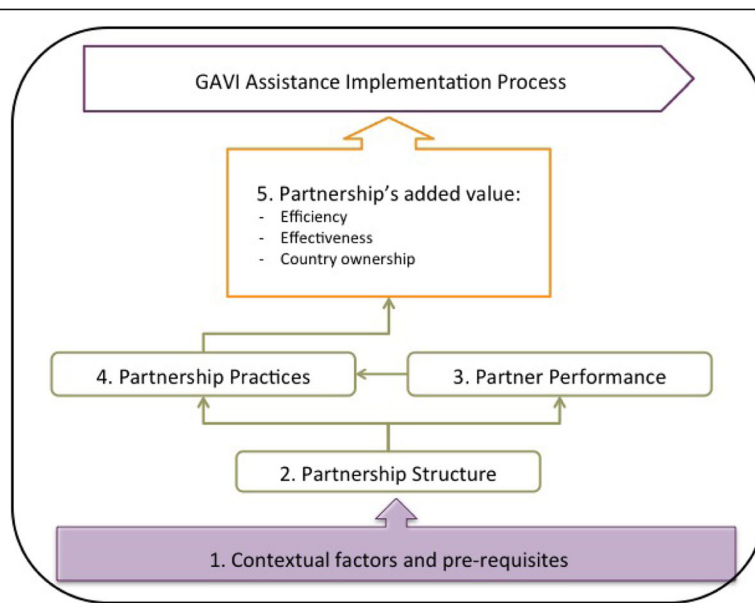 GAVI Assistance Implementation Process
5. Partnership's added value:
- Efficiency
- Effectiveness
- Country ownership
4. Partnership Practices
3. Partner Performance
2. Partnership Structure
1. Contextual factors and pre-requisites